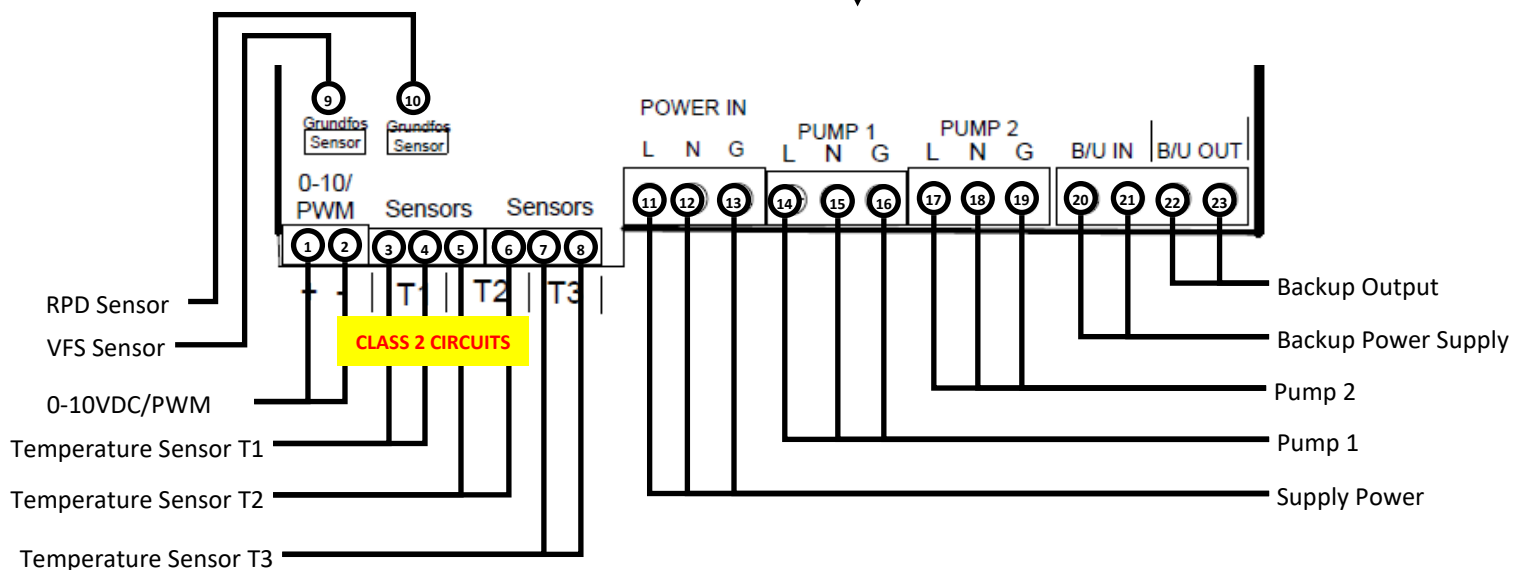 9 10
Grundfos Grundfos
Sensor Sensor
POWER IN
L N G
PUMP 1
L N G
PUMP 2
L N G
B/U IN B/U OUT
0-10/
PWM Sensors Sensors
11 12 13 14 15 16 17 18 19 20 21 22 23
1 2 3 4 5 6 7 8
+ - T1 T2 T3
CLASS 2 CIRCUITS
RPD Sensor
VFS Sensor
0-10VDC/PWM
Temperature Sensor T1
Temperature Sensor T2
Temperature Sensor T3
Backup Output
Backup Power Supply
Pump 2
Pump 1
Supply Power